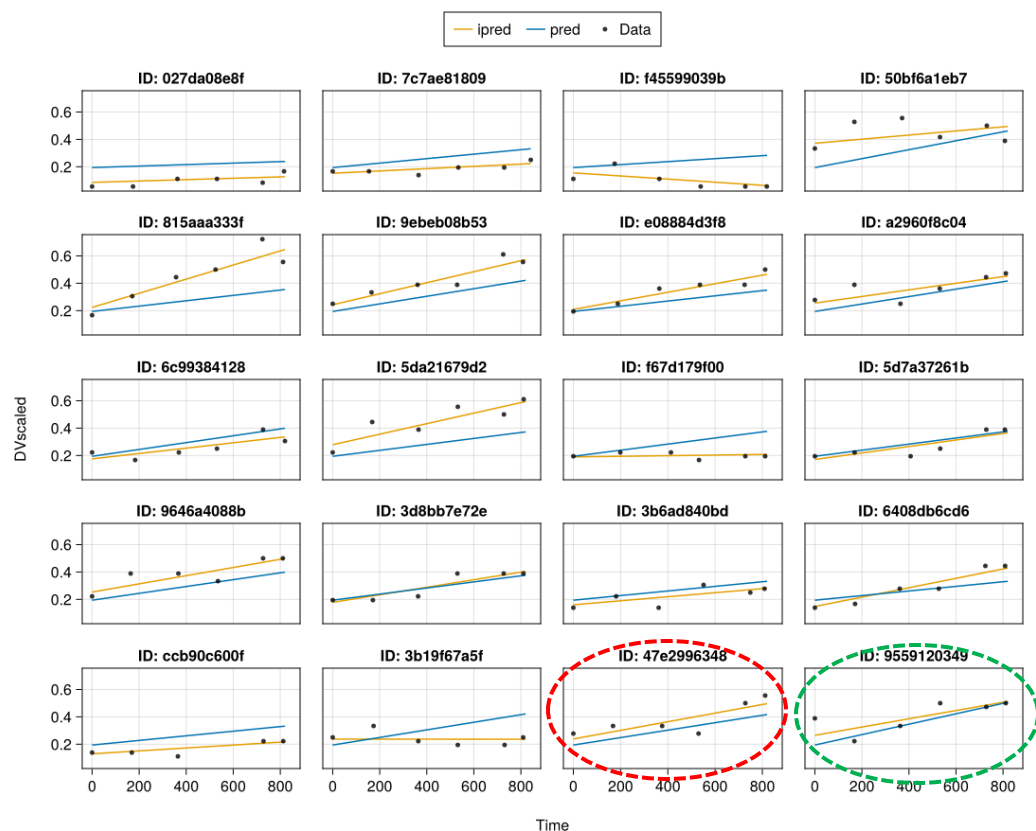 ipred pred Data
ID: 027da08e8f ID: 7c7ae81809 ID: f45599039b ID: 50bf6a1eb7
0.6
0.4
0.2
ID: 815aaa333f ID: 9ebeb08b53 ID: e08884d3f8 ID: a2960f8c04
0.6
0.4
0.2
ID: 6c99384128 ID: 5da21679d2 ID: f67d179f00 ID: 5d7a37261b
0.6
0.4
0.2
ID: 9646a4088b ID: 3d8bb7e72e ID: 3b6ad840bd ID: 6408db6cd6
0.6
0.4
0.2
ID: ccb90c600f ID: 3b19f67a5f ID: 47e2996348 ID: 9559120349
0.6
0.4
0.2
0 200 400 600 800 0 200 400 600 800 0 200 400 600 800 0 200 400 600 800
DVscaled
Time